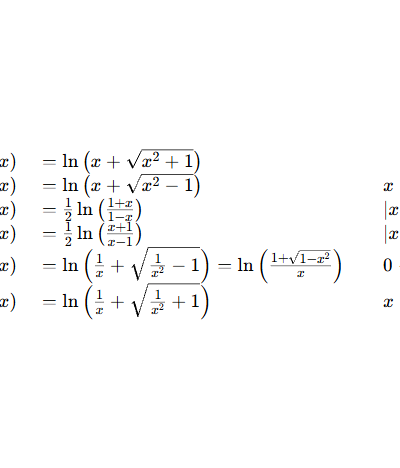 x) = ln (x + √(x² + 1))
x) = ln (x + √(x² − 1)) x
x) = 1/2 ln ((1+x)/(1−x)) |x
x) = 1/2 ln ((x+1)/(x−1)) |x
x) = ln (1/x + √(1/x² − 1)) = ln ((1+√(1−x²))/x) 0
x) = ln (1/x + √(1/x² + 1)) x